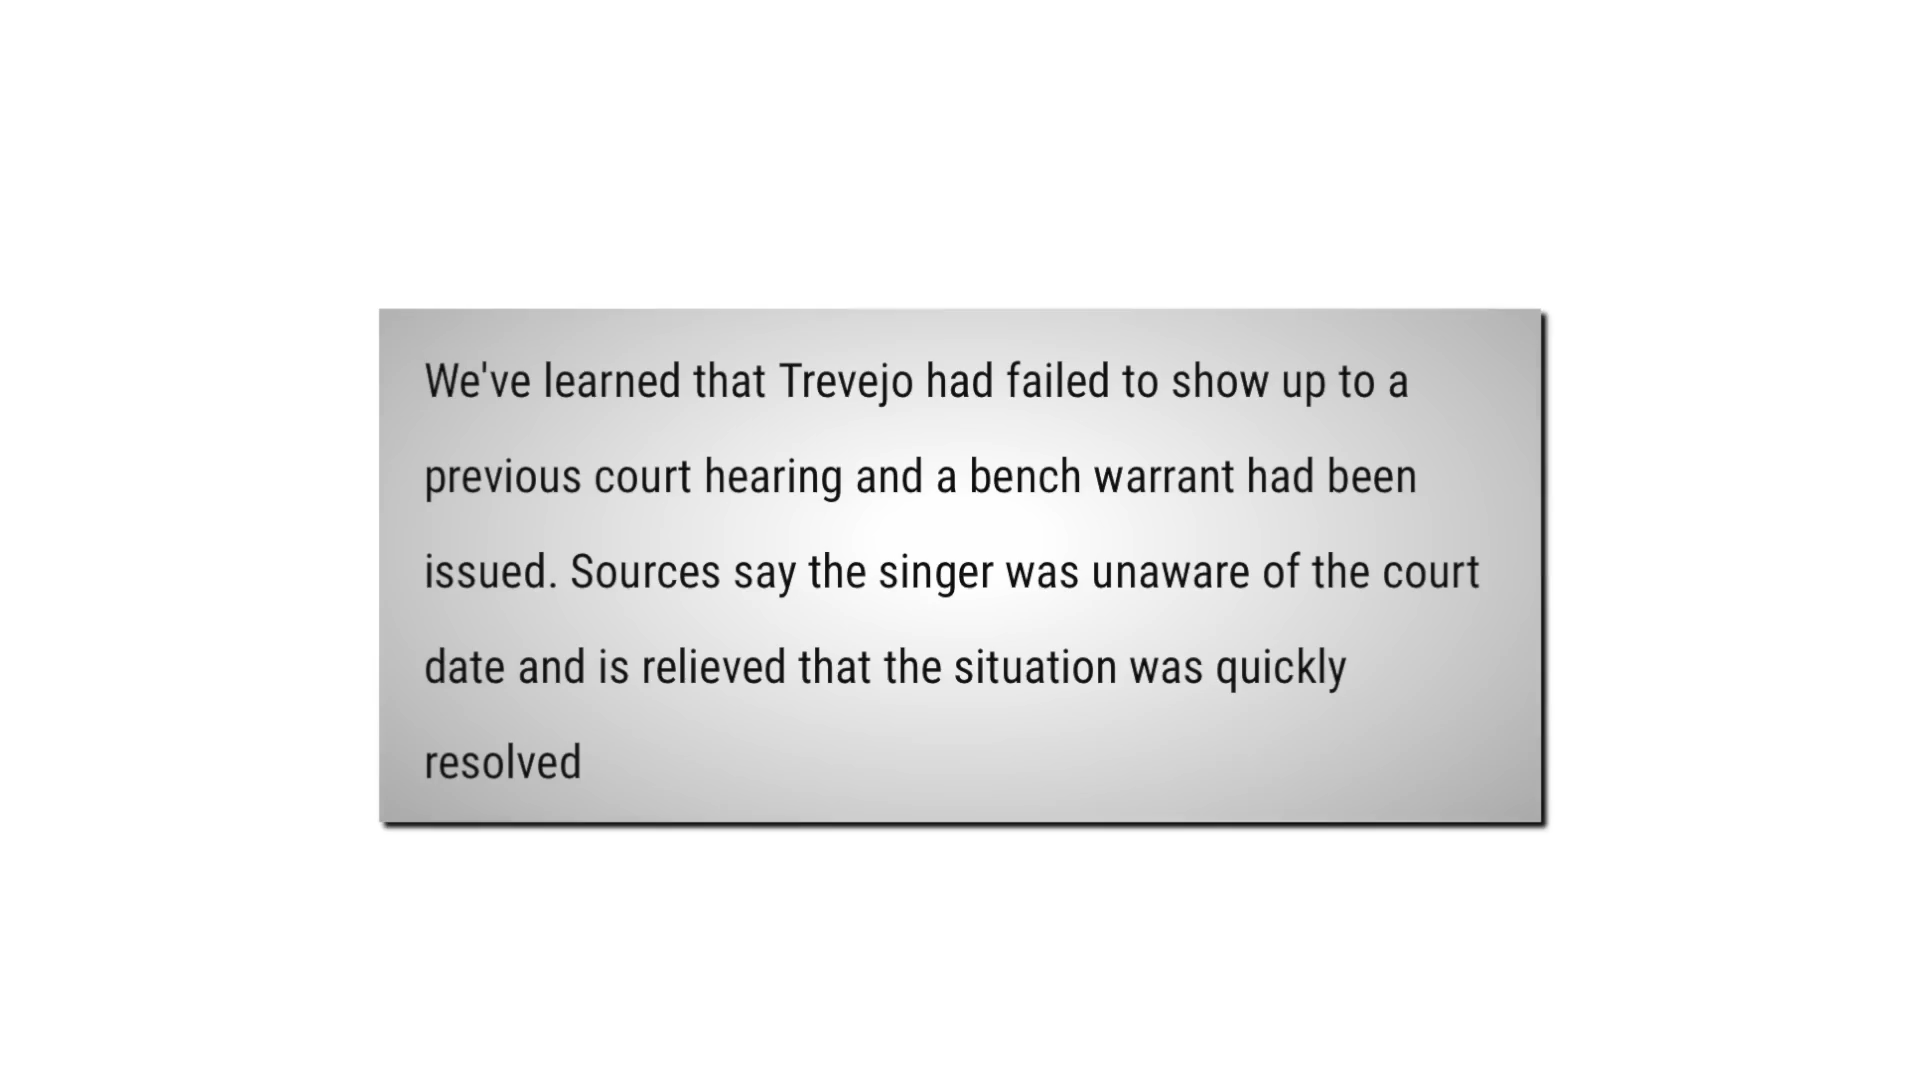 We've learned that Trevejo had failed to show up to a
previous court hearing and a bench warrant had been
issued. Sources say the singer was unaware of the court
date and is relieved that the situation was quickly
resolved